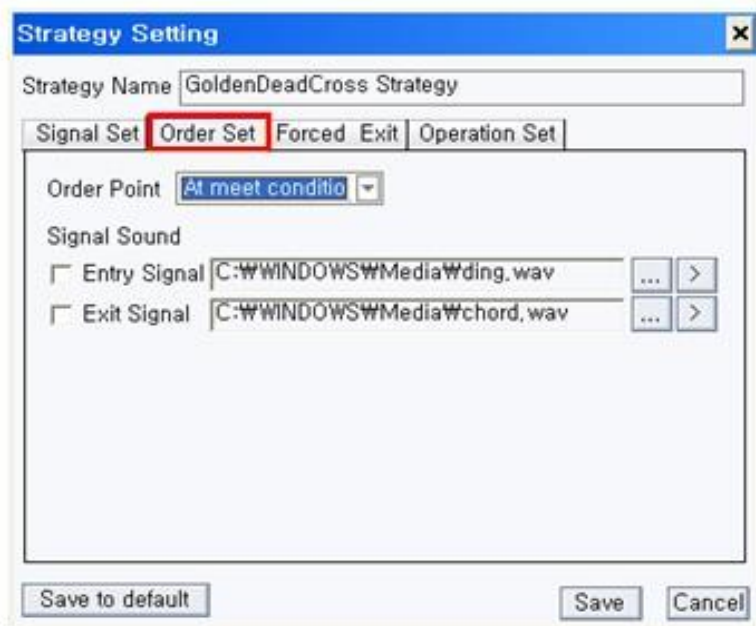 Strategy Setting
Strategy Name GoldenDeadCross Strategy
Signal Set Order Set Forced Exit Operation Set
Order Point At meet conditio
Signal Sound
Entry Signal C:₩WINDOWS₩Media₩ding.wav ... >
Exit Signal C:₩WINDOWS₩Media₩chord.wav ... >
Save to default Save Cancel